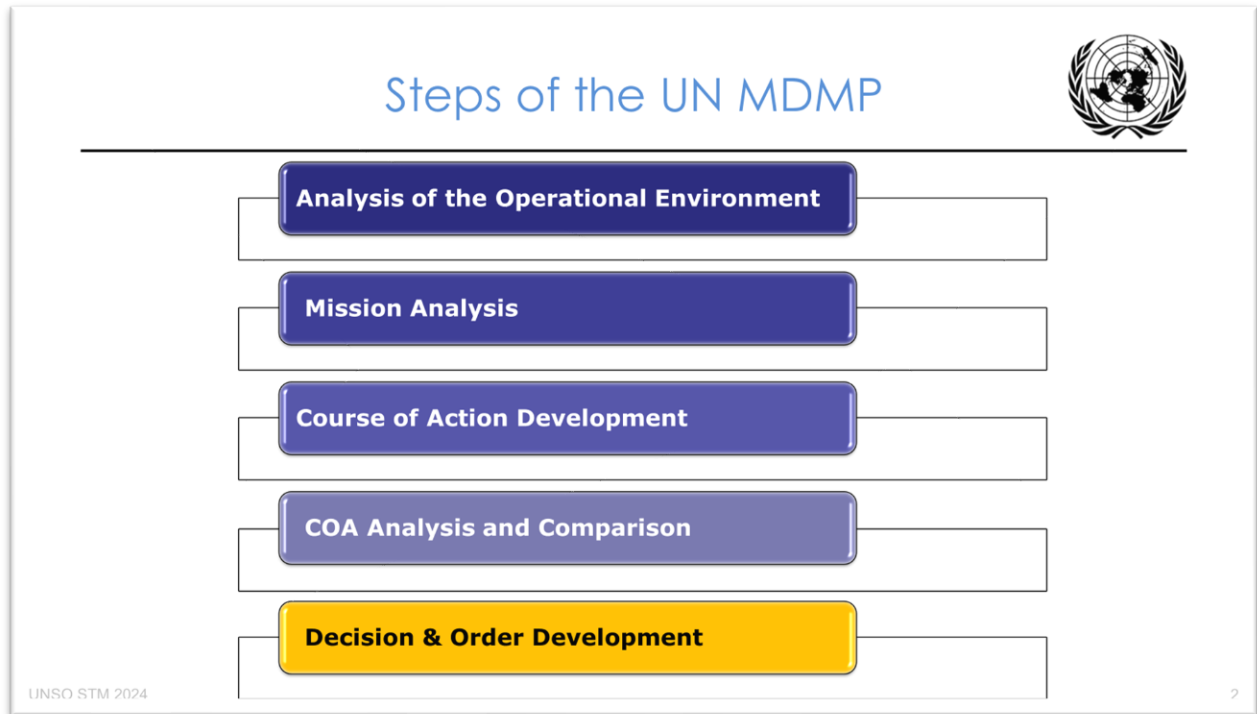 Steps of the UN MDMP
Analysis of the Operational Environment
Mission Analysis
Course of Action Development
COA Analysis and Comparison
Decision & Order Development
UNSO STM 2024
2